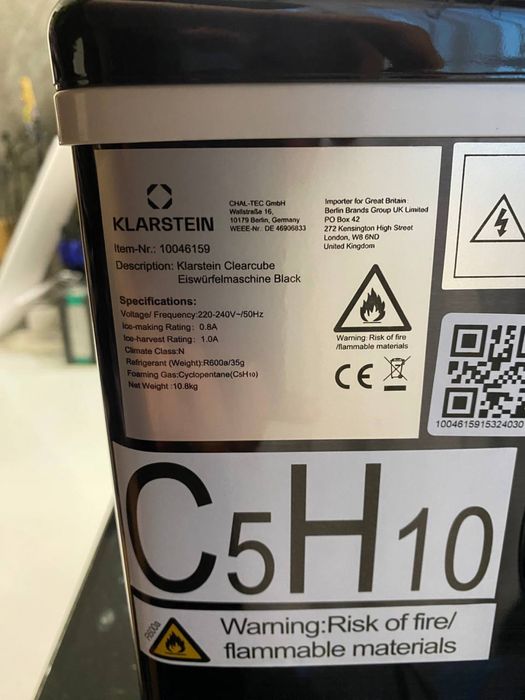 KLARSTEIN
CHAL-TEC GmbH
Wallstraße 16,
10179 Berlin, Germany
WEEE-Nr. DE 46906833
Importer for Great Britain:
Berlin Brands Group UK Limited
PO Box 42
272 Kensington High Street
London, W8 6ND
United Kingdom
Item-Nr.: 10046159
Description: Klarstein Clearcube
Eiswürfelmaschine Black
Specifications:
Voltage/ Frequency:220-240V~/50Hz
Ice-making Rating: 0.8A
Ice-harvest Rating: 1.0A
Climate Class:N
Refrigerant (Weight):R600a/35g
Foaming Gas:Cyclopentane(C5H10)
Net Weight :10.8kg
Warning: Risk of fire
/flammable materials
CE
1004615915324030
C5H10
R600a
Warning:Risk of fire/
flammable materials